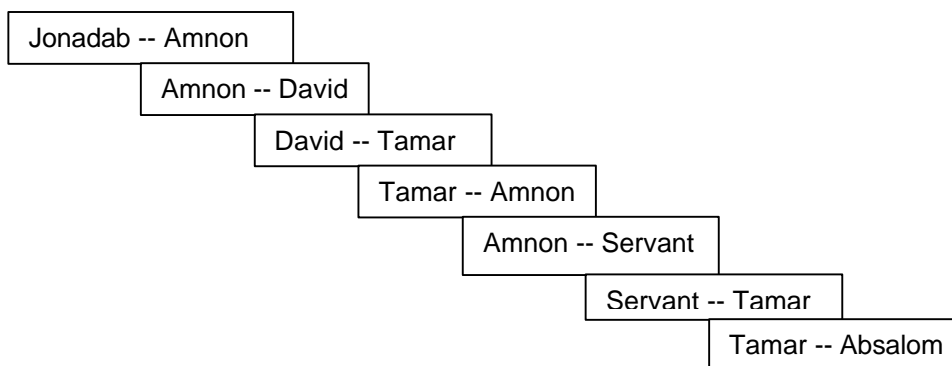 Jonadab -- Amnon
Amnon -- David
David -- Tamar
Tamar -- Amnon
Amnon -- Servant
Servant -- Tamar
Tamar -- Absalom